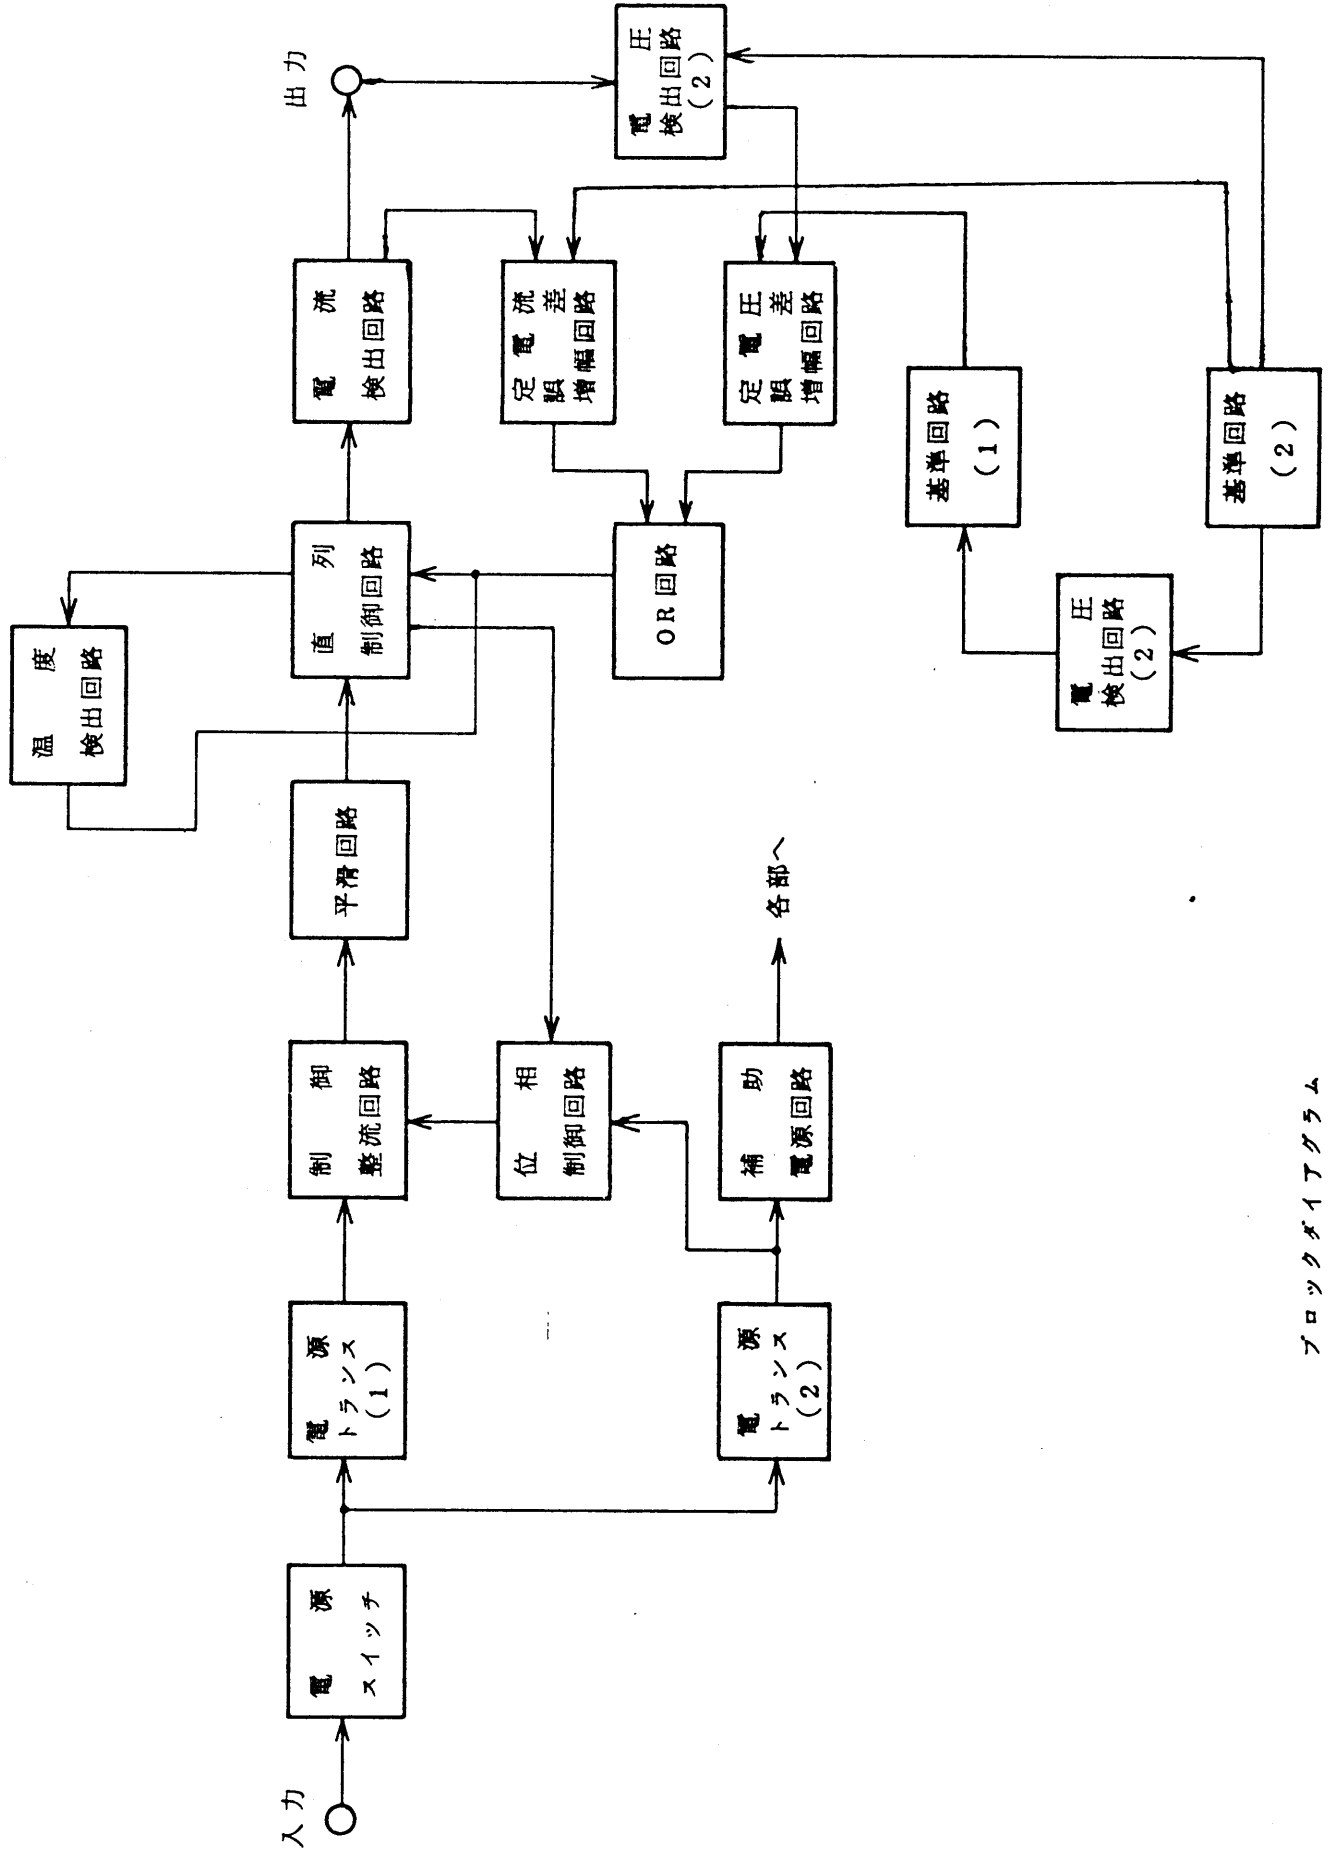 入力
電源
スイッチ
電源
トランス
(1)
制御
整流回路
平滑回路
直列
制御回路
電流
検出回路
出力
温度
検出回路
位相
制御回路
定電流
誤差
増幅回路
電圧
検出回路
(2)
OR回路
電源
トランス
(2)
補助
電源回路
各部へ
定電圧
誤差
増幅回路
基準回路
(1)
電圧
検出回路
(2)
基準回路
(2)
ブロックダイアグラム